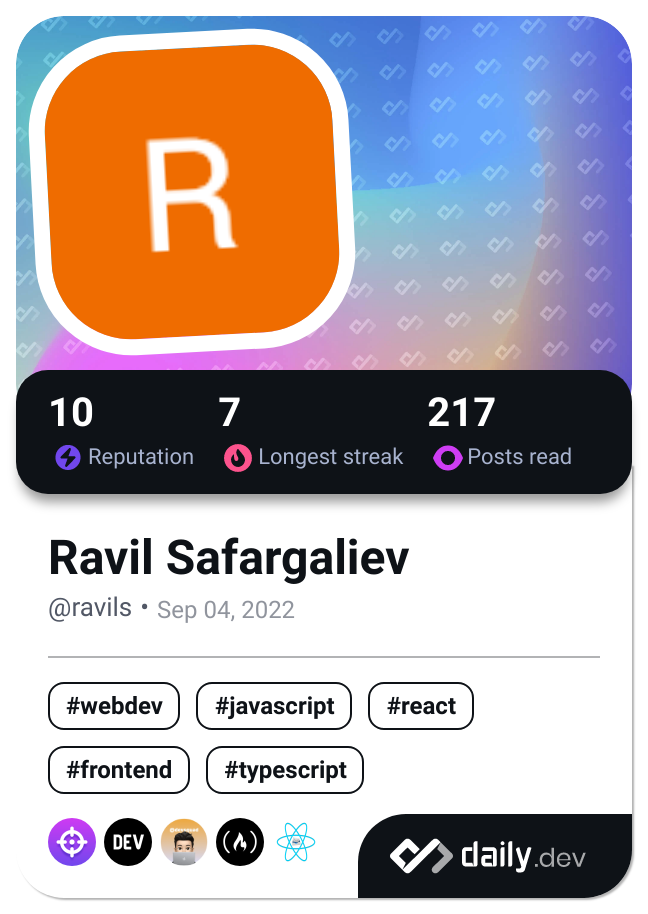 R
10 7 217
Reputation Longest streak Posts read
Ravil Safargaliev
@ravils • Sep 04, 2022
#webdev #javascript #react
#frontend #typescript
DEV
daily.dev